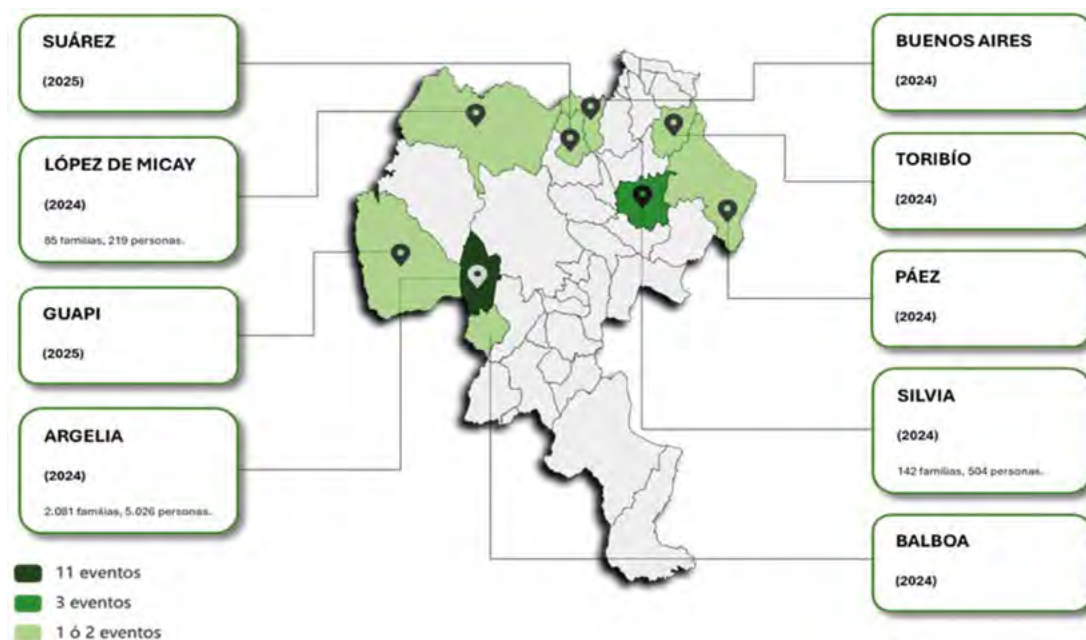 SUÁREZ
(2025)
LÓPEZ DE MICAY
(2024)
85 familias, 219 personas.
GUAPI
(2025)
ARGELIA
(2024)
2.081 familias, 5.026 personas.
11 eventos
3 eventos
1 ó 2 eventos
BUENOS AIRES
(2024)
TORIBÍO
(2024)
PÁEZ
(2024)
SILVIA
(2024)
142 familias, 504 personas.
BALBOA
(2024)